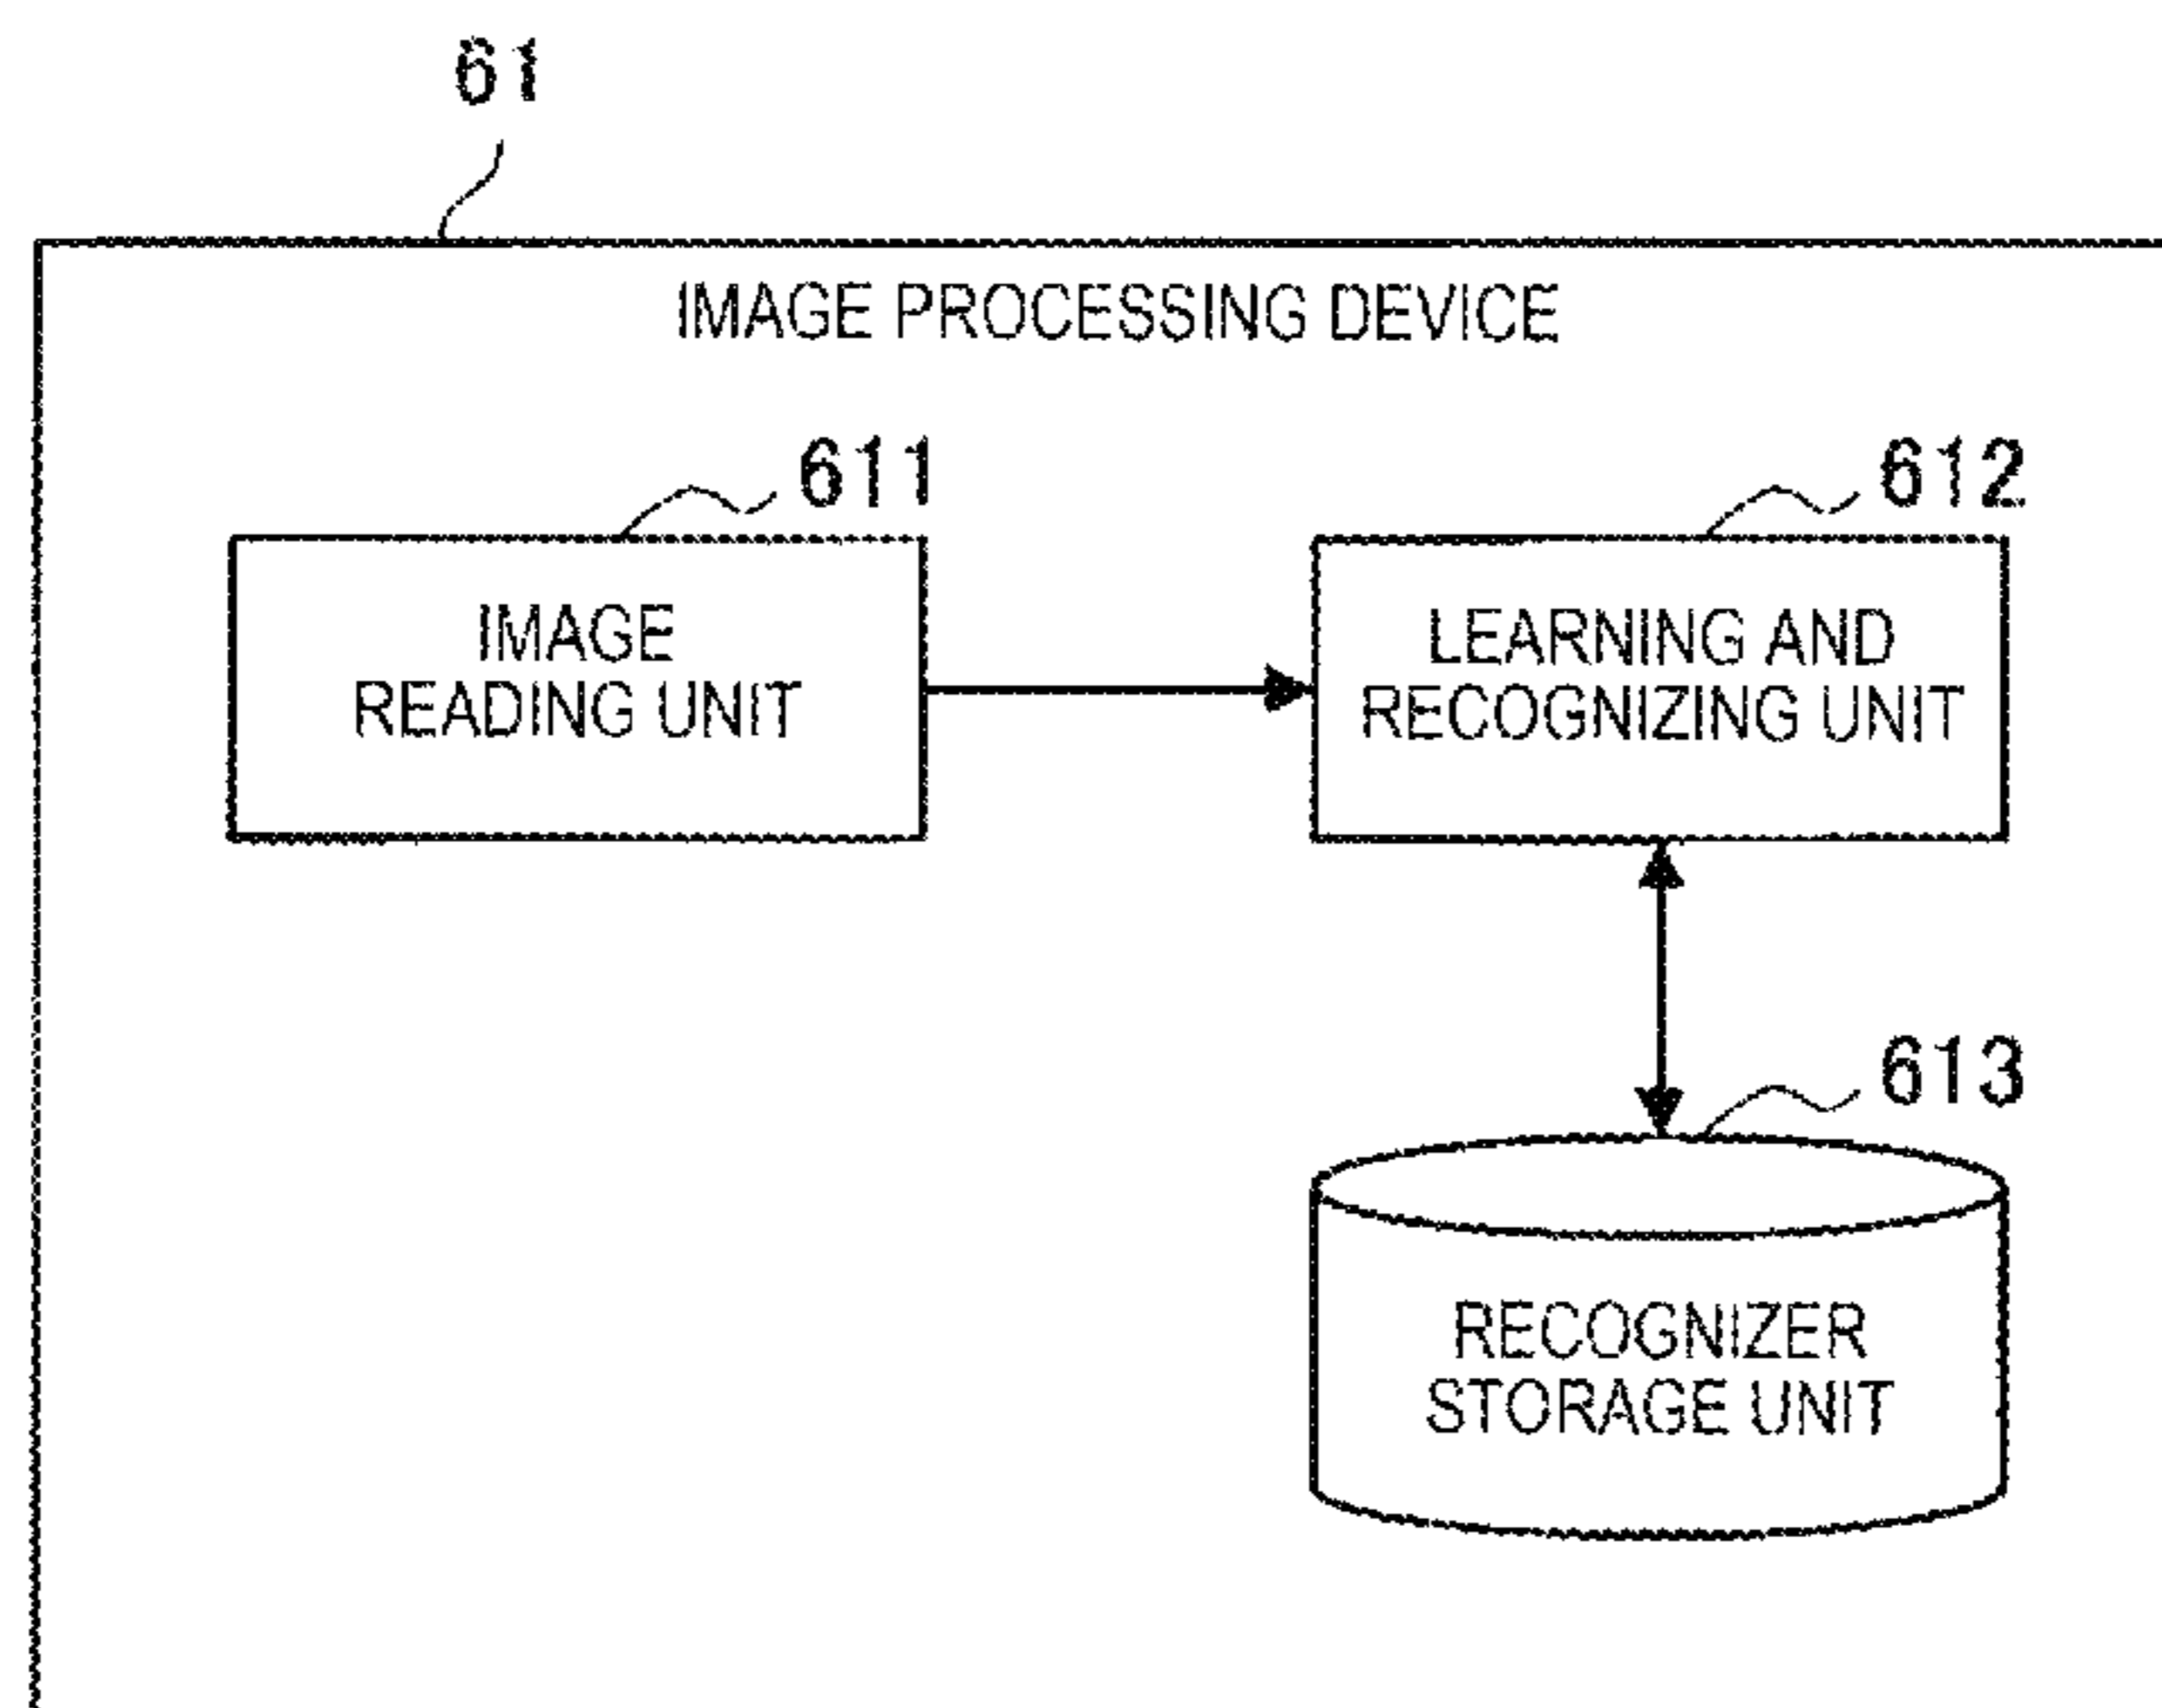 61
IMAGE PROCESSING DEVICE
611
612
IMAGE
READING UNIT
LEARNING AND
RECOGNIZING UNIT
613
RECOGNIZER
STORAGE UNIT